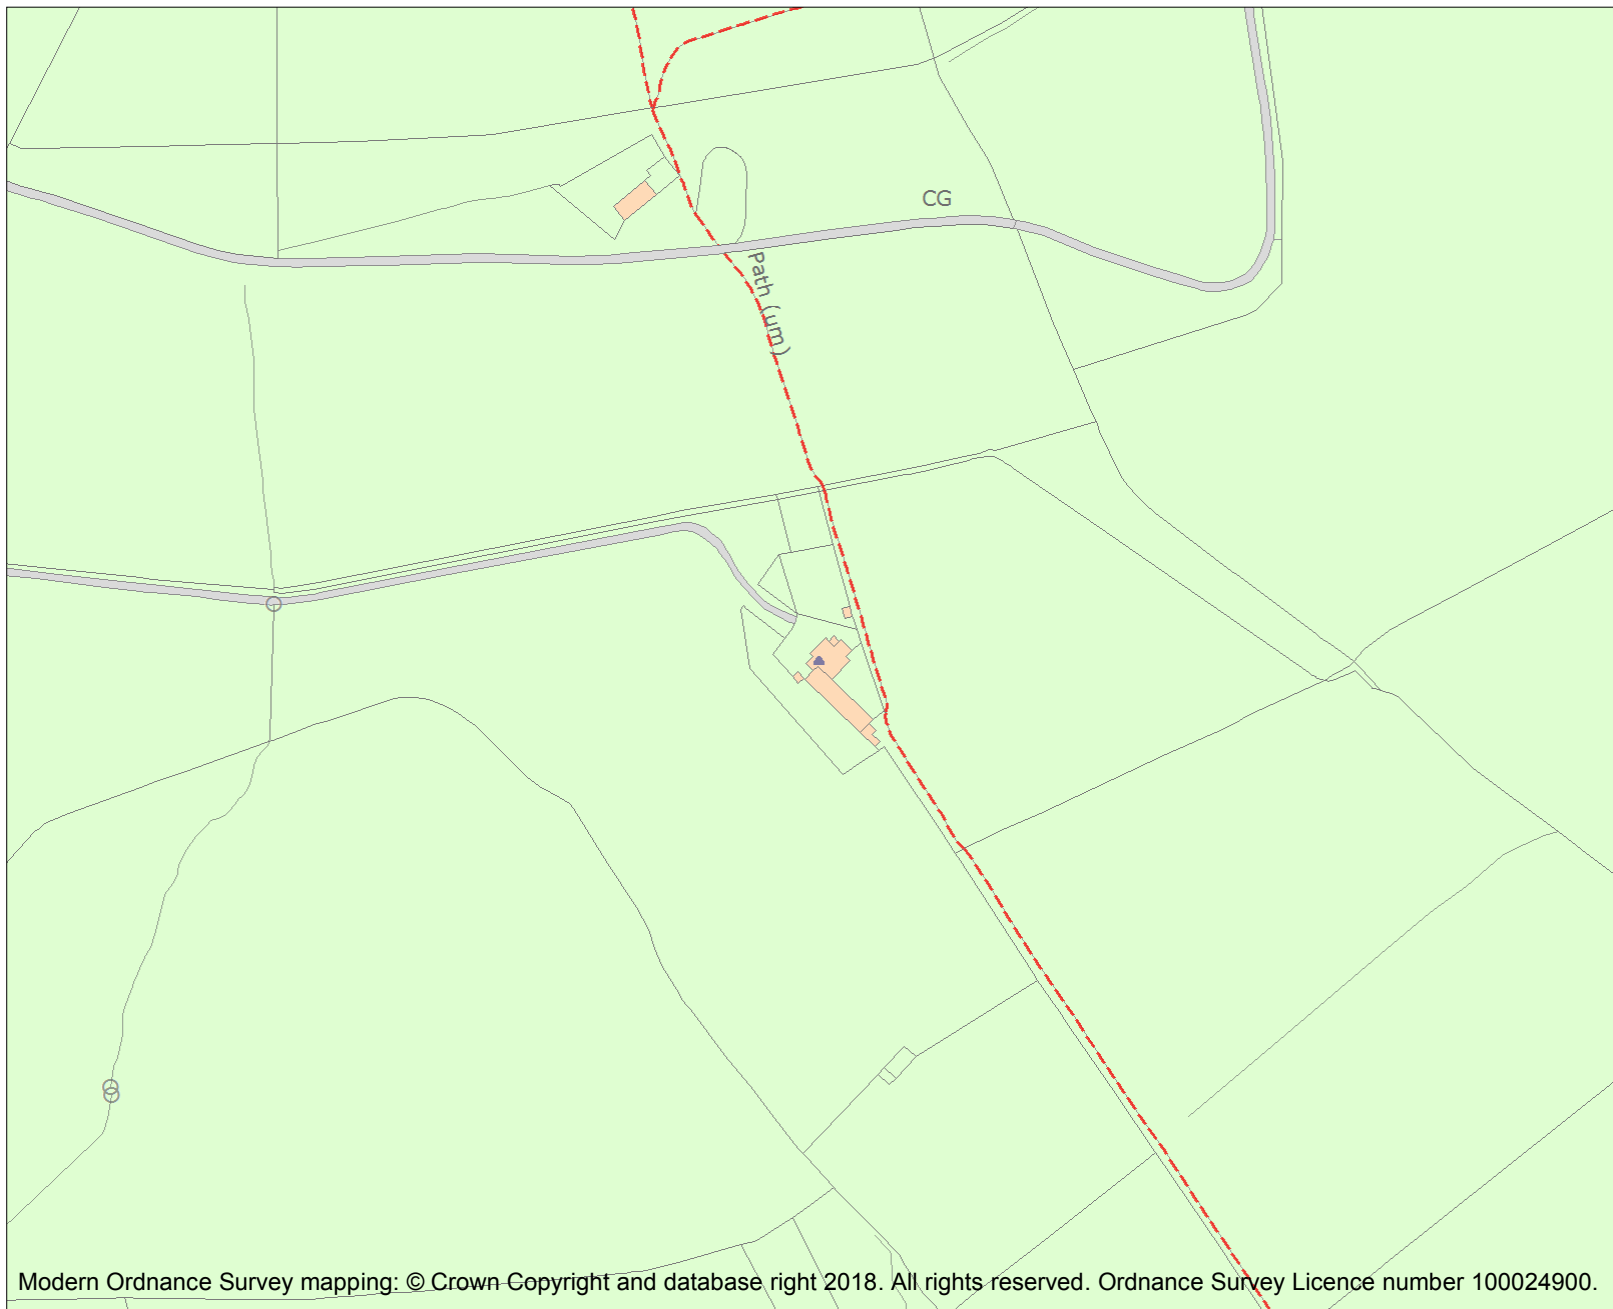 CG
Path (um)
Modern Ordnance Survey mapping: © Crown Copyright and database right 2018. All rights reserved. Ordnance Survey Licence number 100024900.